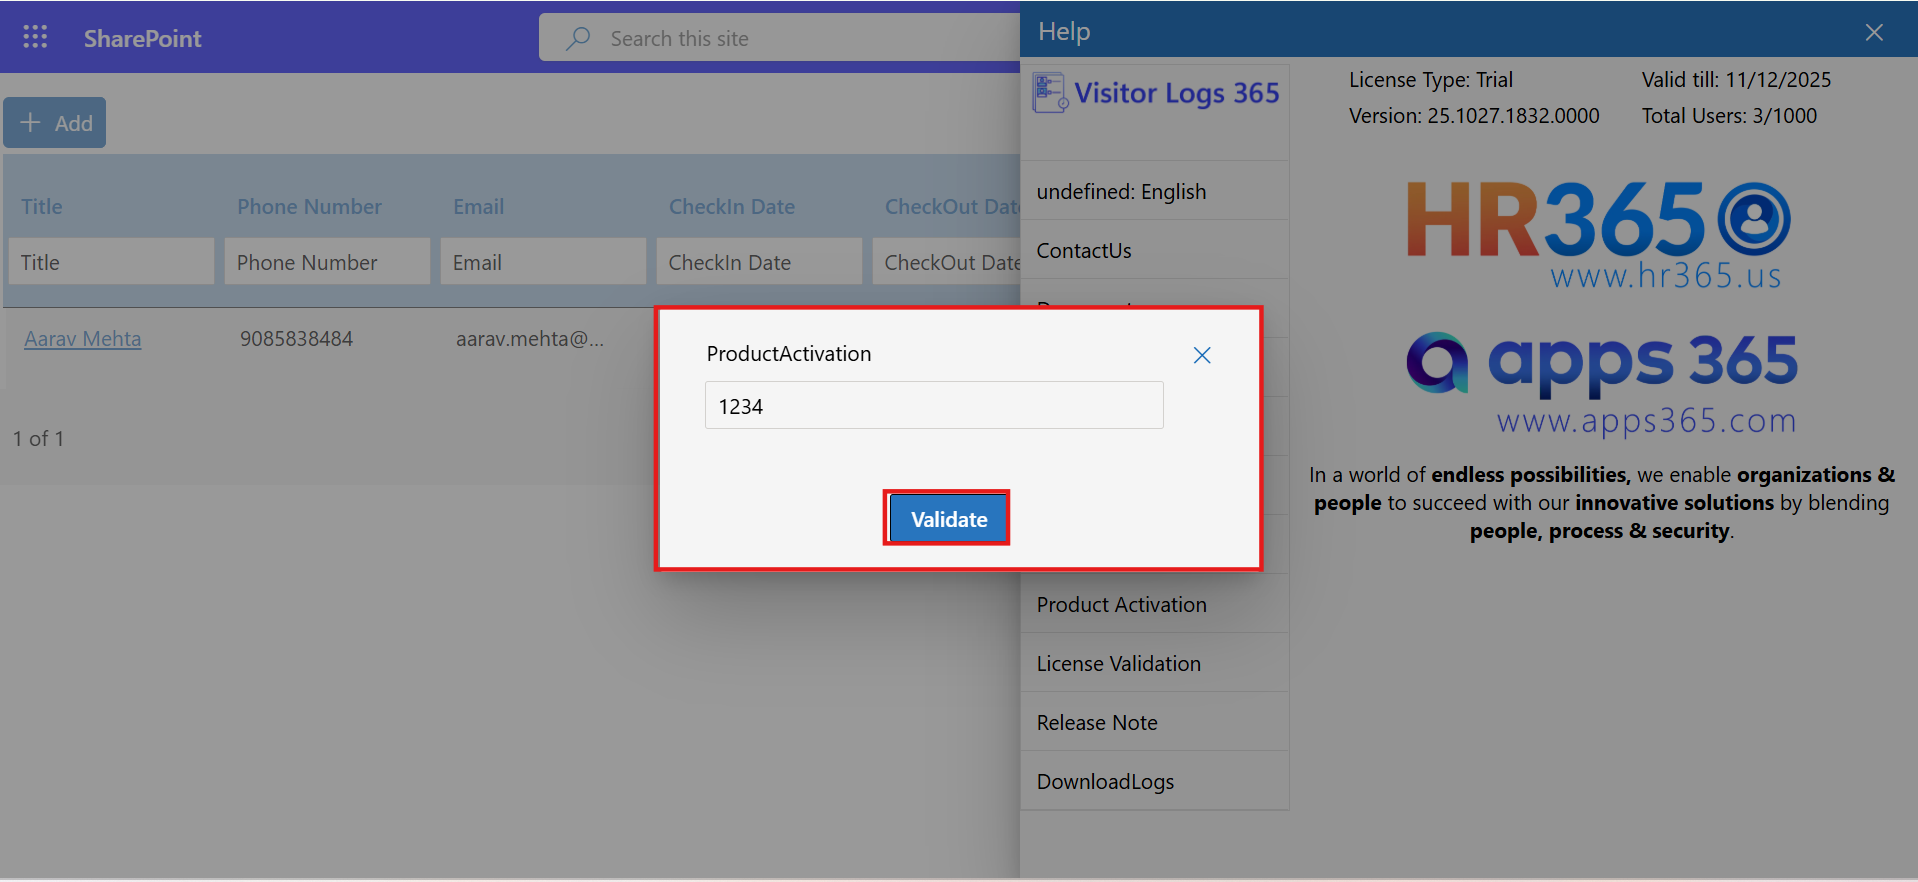 SharePoint
Search this site
Help
Add
Title
Phone Number
Email
CheckIn Date
CheckOut Date
Title
Phone Number
Email
CheckIn Date
CheckOut Date
Aarav Mehta
9085838484
aarav.mehta@...
1 of 1
Visitor Logs 365
undefined: English
ContactUs
Product Activation
License Validation
Release Note
DownloadLogs
License Type: Trial
Valid till: 11/12/2025
Version: 25.1027.1832.0000
Total Users: 3/1000
HR365
www.hr365.us
apps 365
www.apps365.com
In a world of endless possibilities, we enable organizations &
people to succeed with our innovative solutions by blending
people, process & security.
ProductActivation
1234
Validate